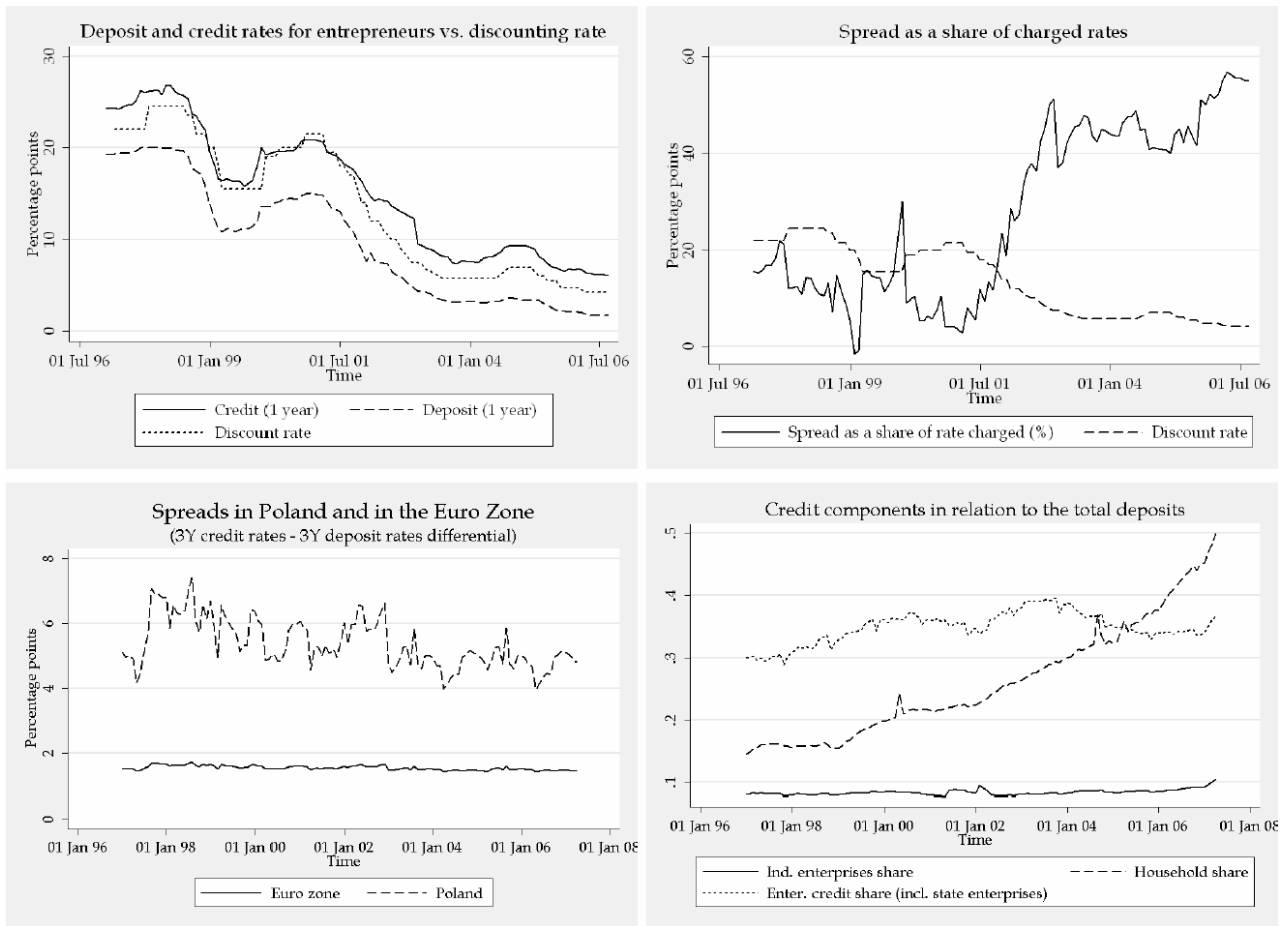 Deposit and credit rates for entrepreneurs vs. discounting rate
Percentage points
30
20
10
0
01 Jul 96 01 Jan 99 01 Jul 01 01 Jan 04 01 Jul 06
Time
Credit (1 year) Deposit (1 year)
Discount rate
Spread as a share of charged rates
Percentage points
60
40
20
0
01 Jul 96 01 Jan 99 01 Jul 01 01 Jan 04 01 Jul 06
Time
Spread as a share of rate charged (%) Discount rate
Spreads in Poland and in the Euro Zone
(3Y credit rates - 3Y deposit rates differential)
Percentage points
8
6
4
2
0
01 Jan 96 01 Jan 98 01 Jan 00 01 Jan 02 01 Jan 04 01 Jan 06 01 Jan 08
Time
Euro zone Poland
Credit components in relation to the total deposits
.5
.4
.3
.2
.1
01 Jan 96 01 Jan 98 01 Jan 00 01 Jan 02 01 Jan 04 01 Jan 06 01 Jan 08
Time
Ind. enterprises share Household share
Enter. credit share (incl. state enterprises)